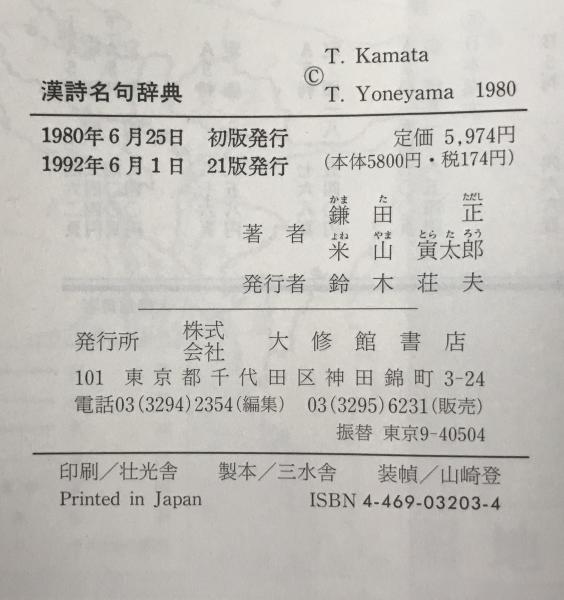 漢詩名句辞典
© T. Kamata
T. Yoneyama 1980
1980年6月25日 初版発行 定価 5,974円
1992年6月1日 21版発行 (本体5800円・税174円)
かま た ただし
著者 鎌田 正
よね やま とら た ろう
米山寅太郎
発行者 鈴木荘夫
発行所 株式会社 大修館書店
101 東京都千代田区神田錦町 3-24
電話03(3294)2354(編集) 03(3295)6231(販売)
振替 東京9-40504
印刷/壮光舎 製本/三水舎 装幀/山崎登
Printed in Japan ISBN 4-469-03203-4